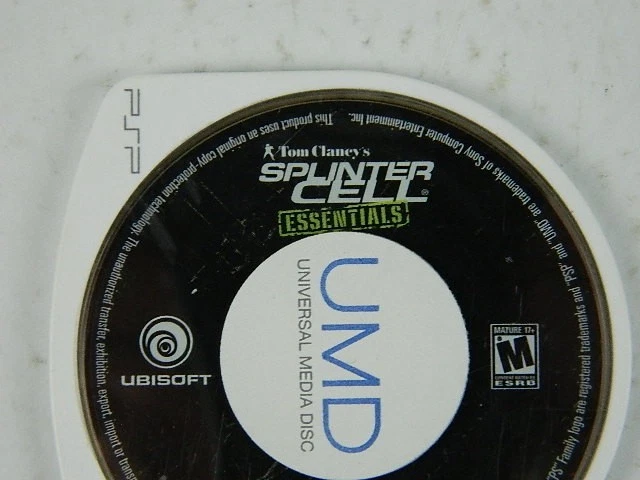 PSP
Tom Clancy's
SPLINTER
CELL®
ESSENTIALS
UMD
UNIVERSAL MEDIA DISC
UBISOFT
MATURE 17+
M
ESRB
"PSP" and "UMD" are trademarks of Sony Computer Entertainment Inc. This product an uses original copy protection technology. The unauthorized transfer, exhibition, export, import or
PS" Family logo are registered trademarks and